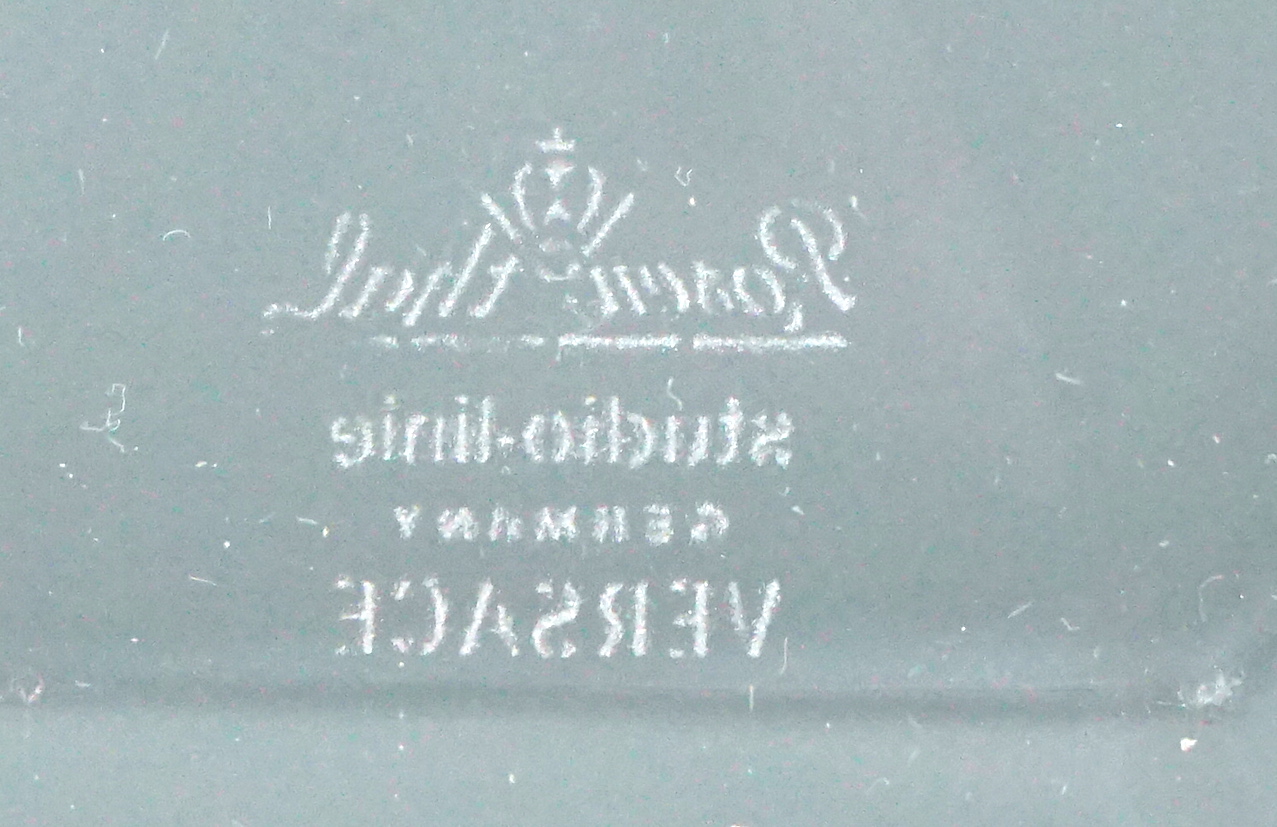 Rosenthal
studio-linie
GERMANY
VERSACE